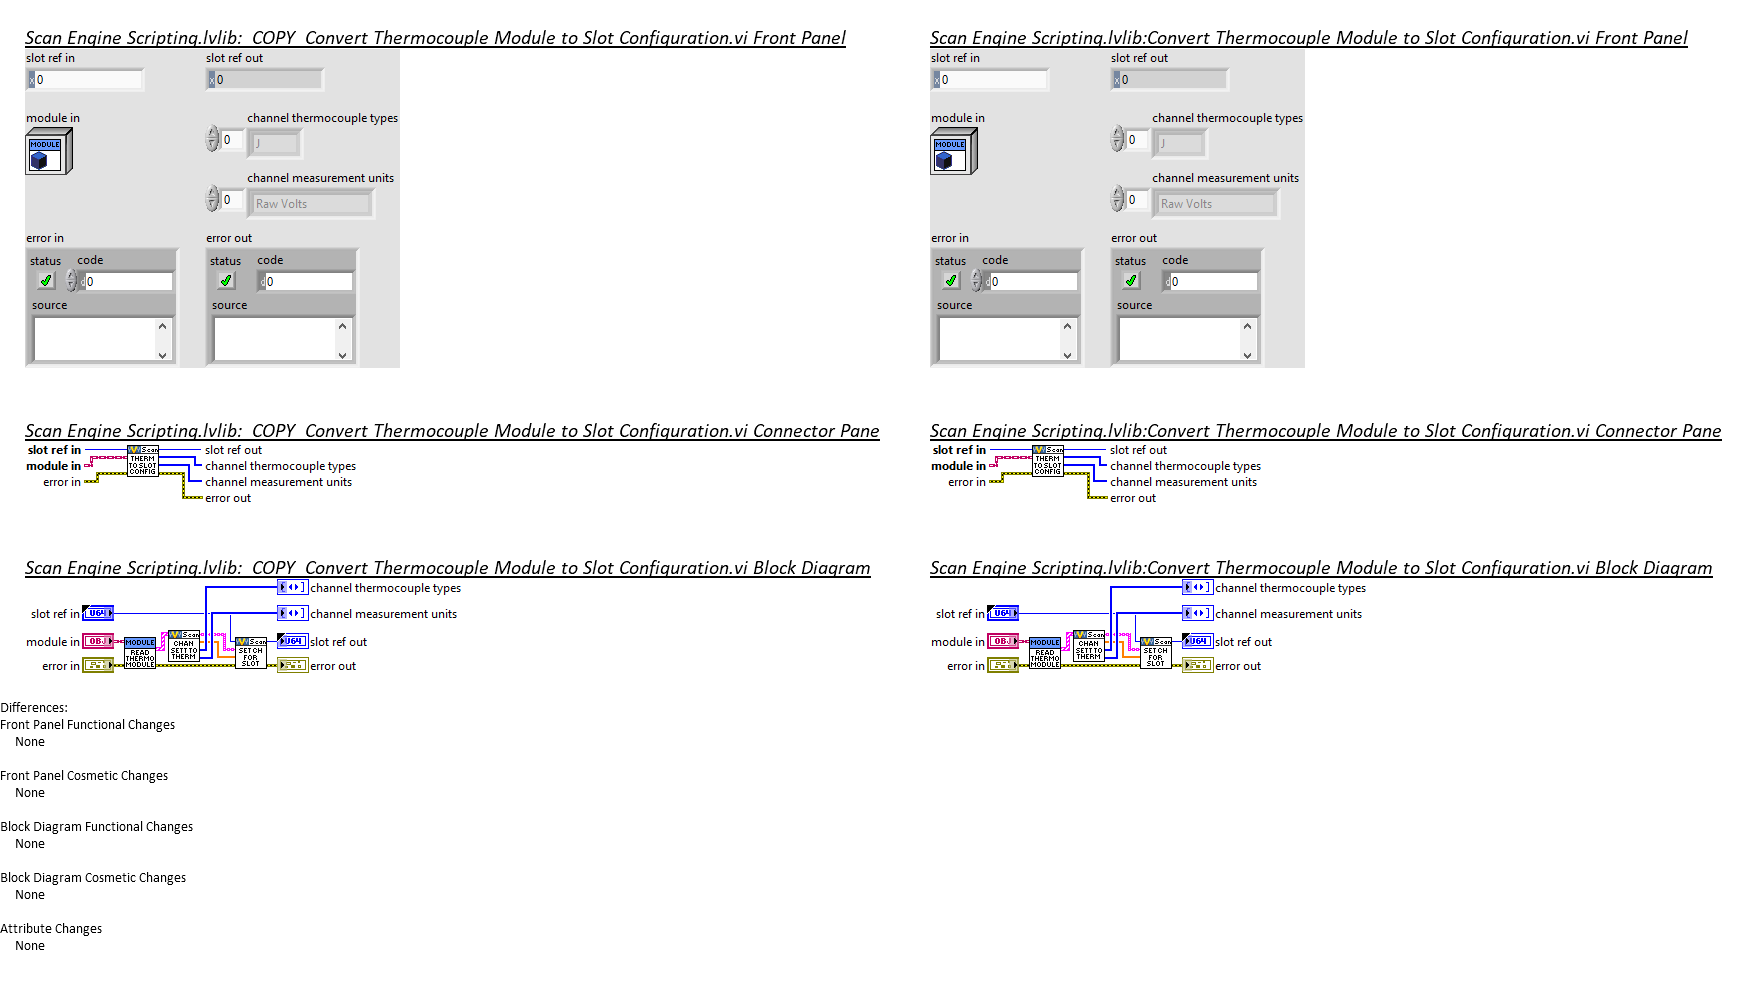 Scan Engine Scripting.lvlib:  COPY  Convert Thermocouple Module to Slot Configuration.vi Front Panel
slot ref in
slot ref out
x 0
x 0
module in
channel thermocouple types
MODULE
0
J
channel measurement units
0
Raw Volts
error in
error out
status
code
status
code
d 0
d 0
source
source
Scan Engine Scripting.lvlib:Convert Thermocouple Module to Slot Configuration.vi Front Panel
slot ref in
slot ref out
x 0
x 0
module in
channel thermocouple types
MODULE
0
J
channel measurement units
0
Raw Volts
error in
error out
status
code
status
code
d 0
d 0
source
source
Scan Engine Scripting.lvlib:  COPY  Convert Thermocouple Module to Slot Configuration.vi Connector Pane
slot ref in
module in
error in
Scan
THERM
TO SLOT
CONFIG
slot ref out
channel thermocouple types
channel measurement units
error out
Scan Engine Scripting.lvlib:Convert Thermocouple Module to Slot Configuration.vi Connector Pane
slot ref in
module in
error in
Scan
THERM
TO SLOT
CONFIG
slot ref out
channel thermocouple types
channel measurement units
error out
Scan Engine Scripting.lvlib:  COPY  Convert Thermocouple Module to Slot Configuration.vi Block Diagram
channel thermocouple types
slot ref in
U64
channel measurement units
module in
OBJ
MODULE
READ
THERMO
MODULE
Scan
CHAN
SETT TO
THERM
Scan
SET CH
FOR
SLOT
U64
slot ref out
error in
error out
Scan Engine Scripting.lvlib:Convert Thermocouple Module to Slot Configuration.vi Block Diagram
channel thermocouple types
slot ref in
U64
channel measurement units
module in
OBJ
MODULE
READ
THERMO
MODULE
Scan
CHAN
SETT TO
THERM
Scan
SET CH
FOR
SLOT
U64
slot ref out
error in
error out
Differences:
Front Panel Functional Changes
None
Front Panel Cosmetic Changes
None
Block Diagram Functional Changes
None
Block Diagram Cosmetic Changes
None
Attribute Changes
None